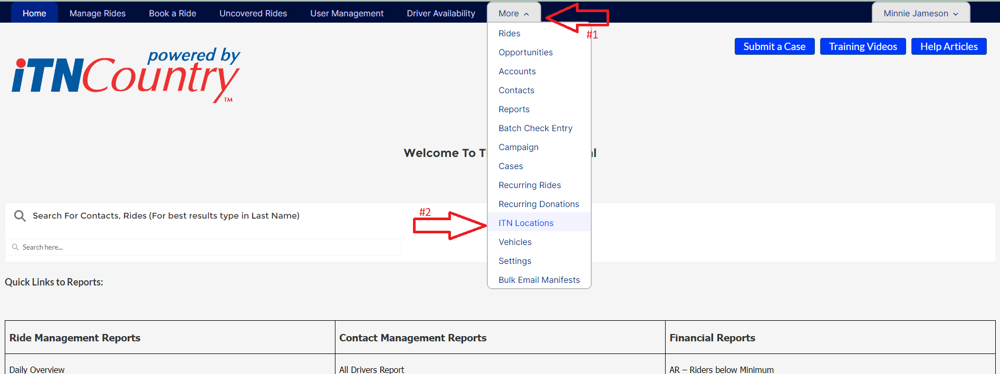 Home Manage Rides Book a Ride Uncovered Rides User Management Driver Availability More Minnie Jameson
#1
Rides
Opportunities
Accounts
Contacts
Reports
Batch Check Entry
Campaign
Cases
Recurring Rides
Recurring Donations
ITN Locations
Vehicles
Settings
Bulk Email Manifests
Submit a Case Training Videos Help Articles
powered by
iTNCountry
TM
Welcome To
#2
Search For Contacts, Rides (For best results type in Last Name)
Search here...
Quick Links to Reports:
Ride Management Reports Contact Management Reports Financial Reports
Daily Overview All Drivers Report AR – Riders below Minimum